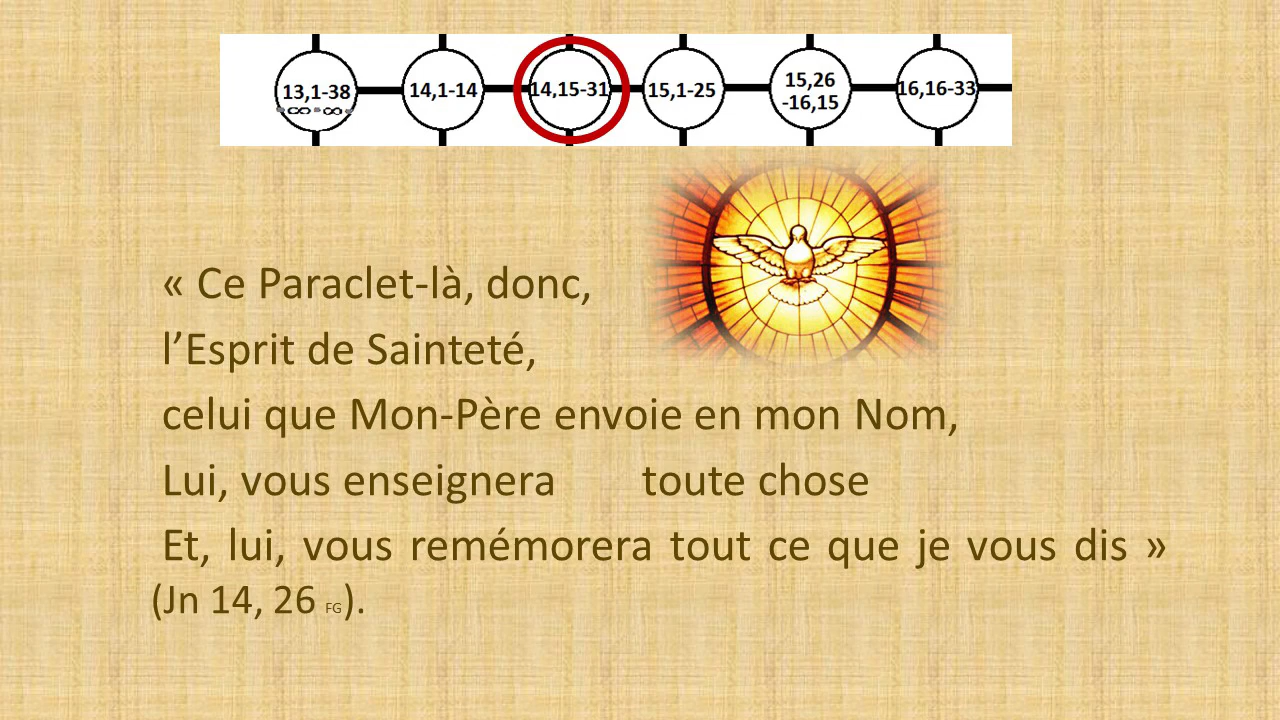 13,1-38 14,1-14 14,15-31 15,1-25 15,26 -16,15 16,16-33
« Ce Paraclet-là, donc,
l’Esprit de Sainteté,
celui que Mon-Père envoie en mon Nom,
Lui, vous enseignera toute chose
Et, lui, vous remémorera tout ce que je vous dis »
(Jn 14, 26 FG).